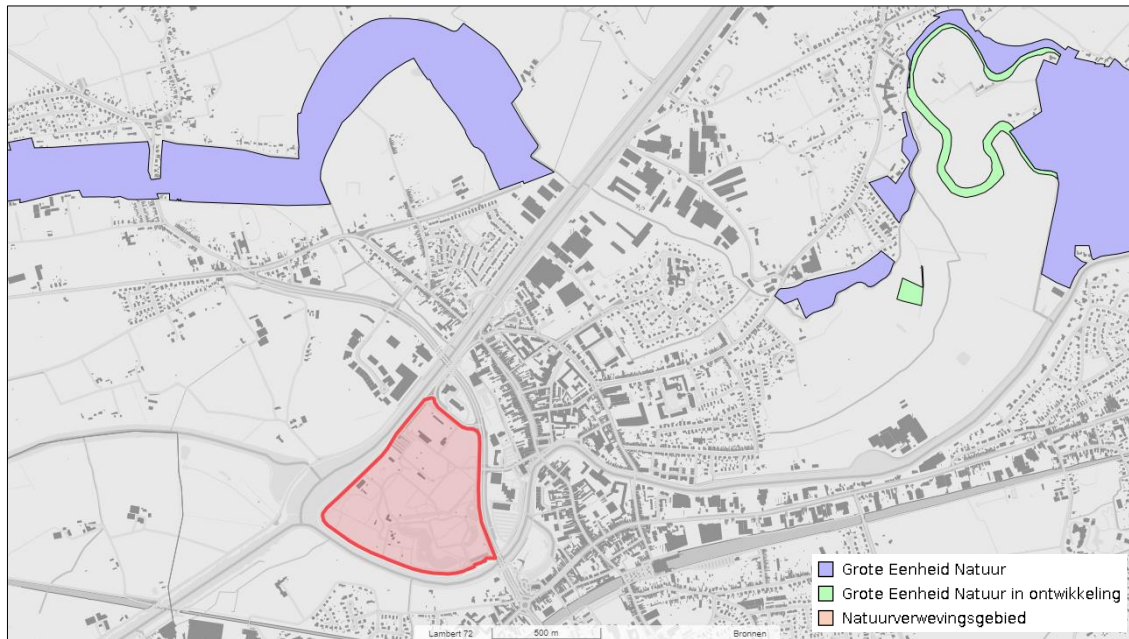 Grote Eenheid Natuur
Grote Eenheid Natuur in ontwikkeling
Natuurverwevingsgebied
Lambert 72 500 m Bronnen